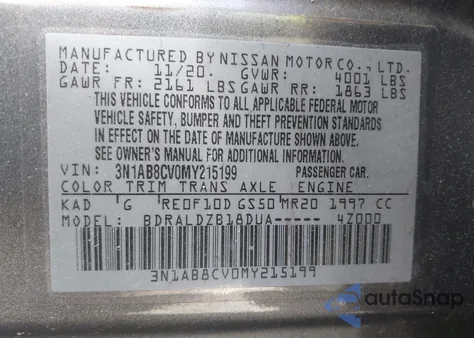 MANUFACTURED BY NISSAN MOTOR CO., LTD.
DATE: 11/20. GVWR: 4001 LBS
GAWR FR: 2161 LBS GAWR RR: 1863 LBS
THIS VEHICLE CONFORMS TO ALL APPLICABLE FEDERAL MOTOR
VEHICLE SAFETY, BUMPER AND THEFT PREVENTION STANDARDS
IN EFFECT ON THE DATE OF MANUFACTURE SHOWN ABOVE.
SEE OWNER'S MANUAL FOR ADDITIONAL INFORMATION.
VIN: 3N1AB8CV0MY215199 PASSENGER CAR.
COLOR TRIM TRANS AXLE ENGINE
KAD G RE0F10D GS50 MR20 1997 CC
MODEL: BDRALDZB18DUA----- 4Z000
3N1AB8CV0MY215199
autaSnap